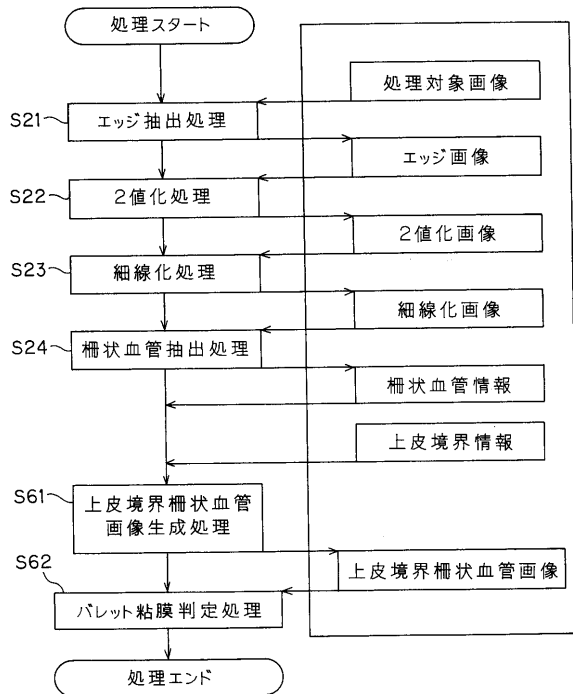 処理スタート
処理対象画像
S21
エッジ抽出処理
エッジ画像
S22
2値化処理
2値化画像
S23
細線化処理
細線化画像
S24
柵状血管抽出処理
柵状血管情報
上皮境界情報
S61
上皮境界柵状血管
画像生成処理
上皮境界柵状血管画像
S62
バレット粘膜判定処理
処理エンド